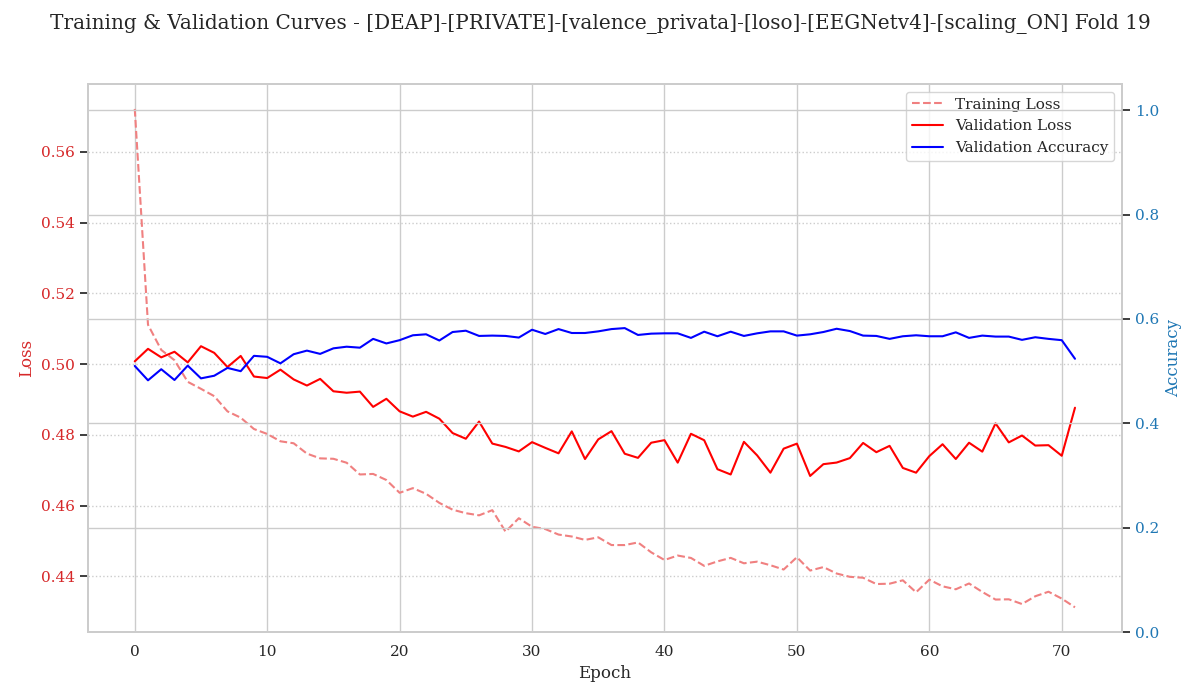 Training & Validation Curves - [DEAP]-[PRIVATE]-[valence_privata]-[loso]-[EEGNetv4]-[scaling_ON] Fold 19
Training Loss
Validation Loss
Validation Accuracy
Loss
0.56
0.54
0.52
0.50
0.48
0.46
0.44
1.0
0.8
0.6
0.4
0.2
0.0
Accuracy
0 10 20 30 40 50 60 70
Epoch